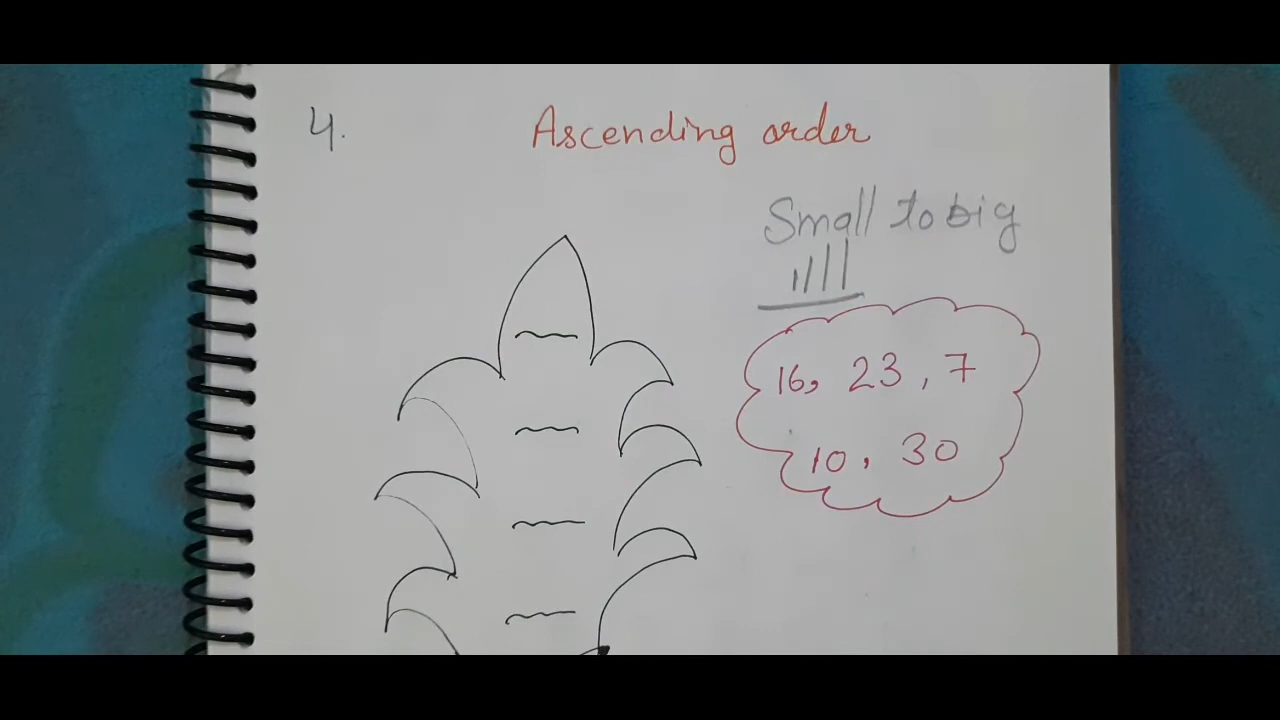 4.
Ascending order
Small to big
16, 23, 7
10, 30